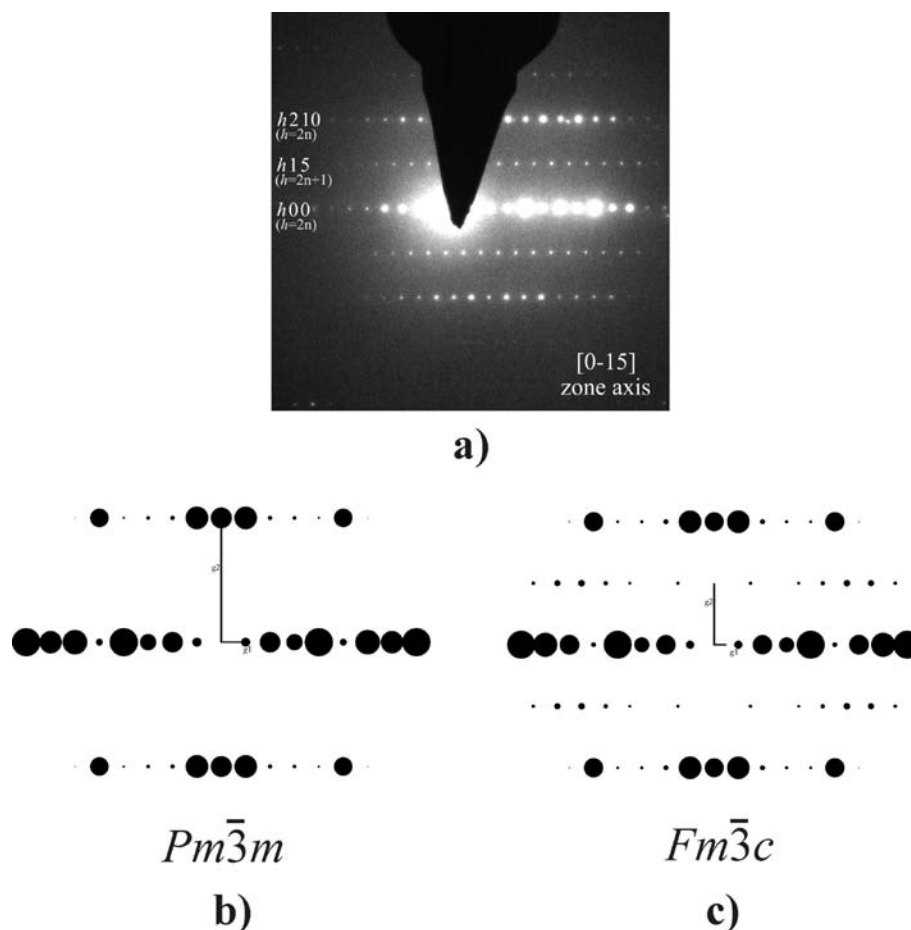 h210
(h=2n)
h15
(h=2n+1)
h00
(h=2n)
[0-15]
zone axis
a)
g2
g1
g2
g1
Pm3̅m
Fm3̅c
b)
c)